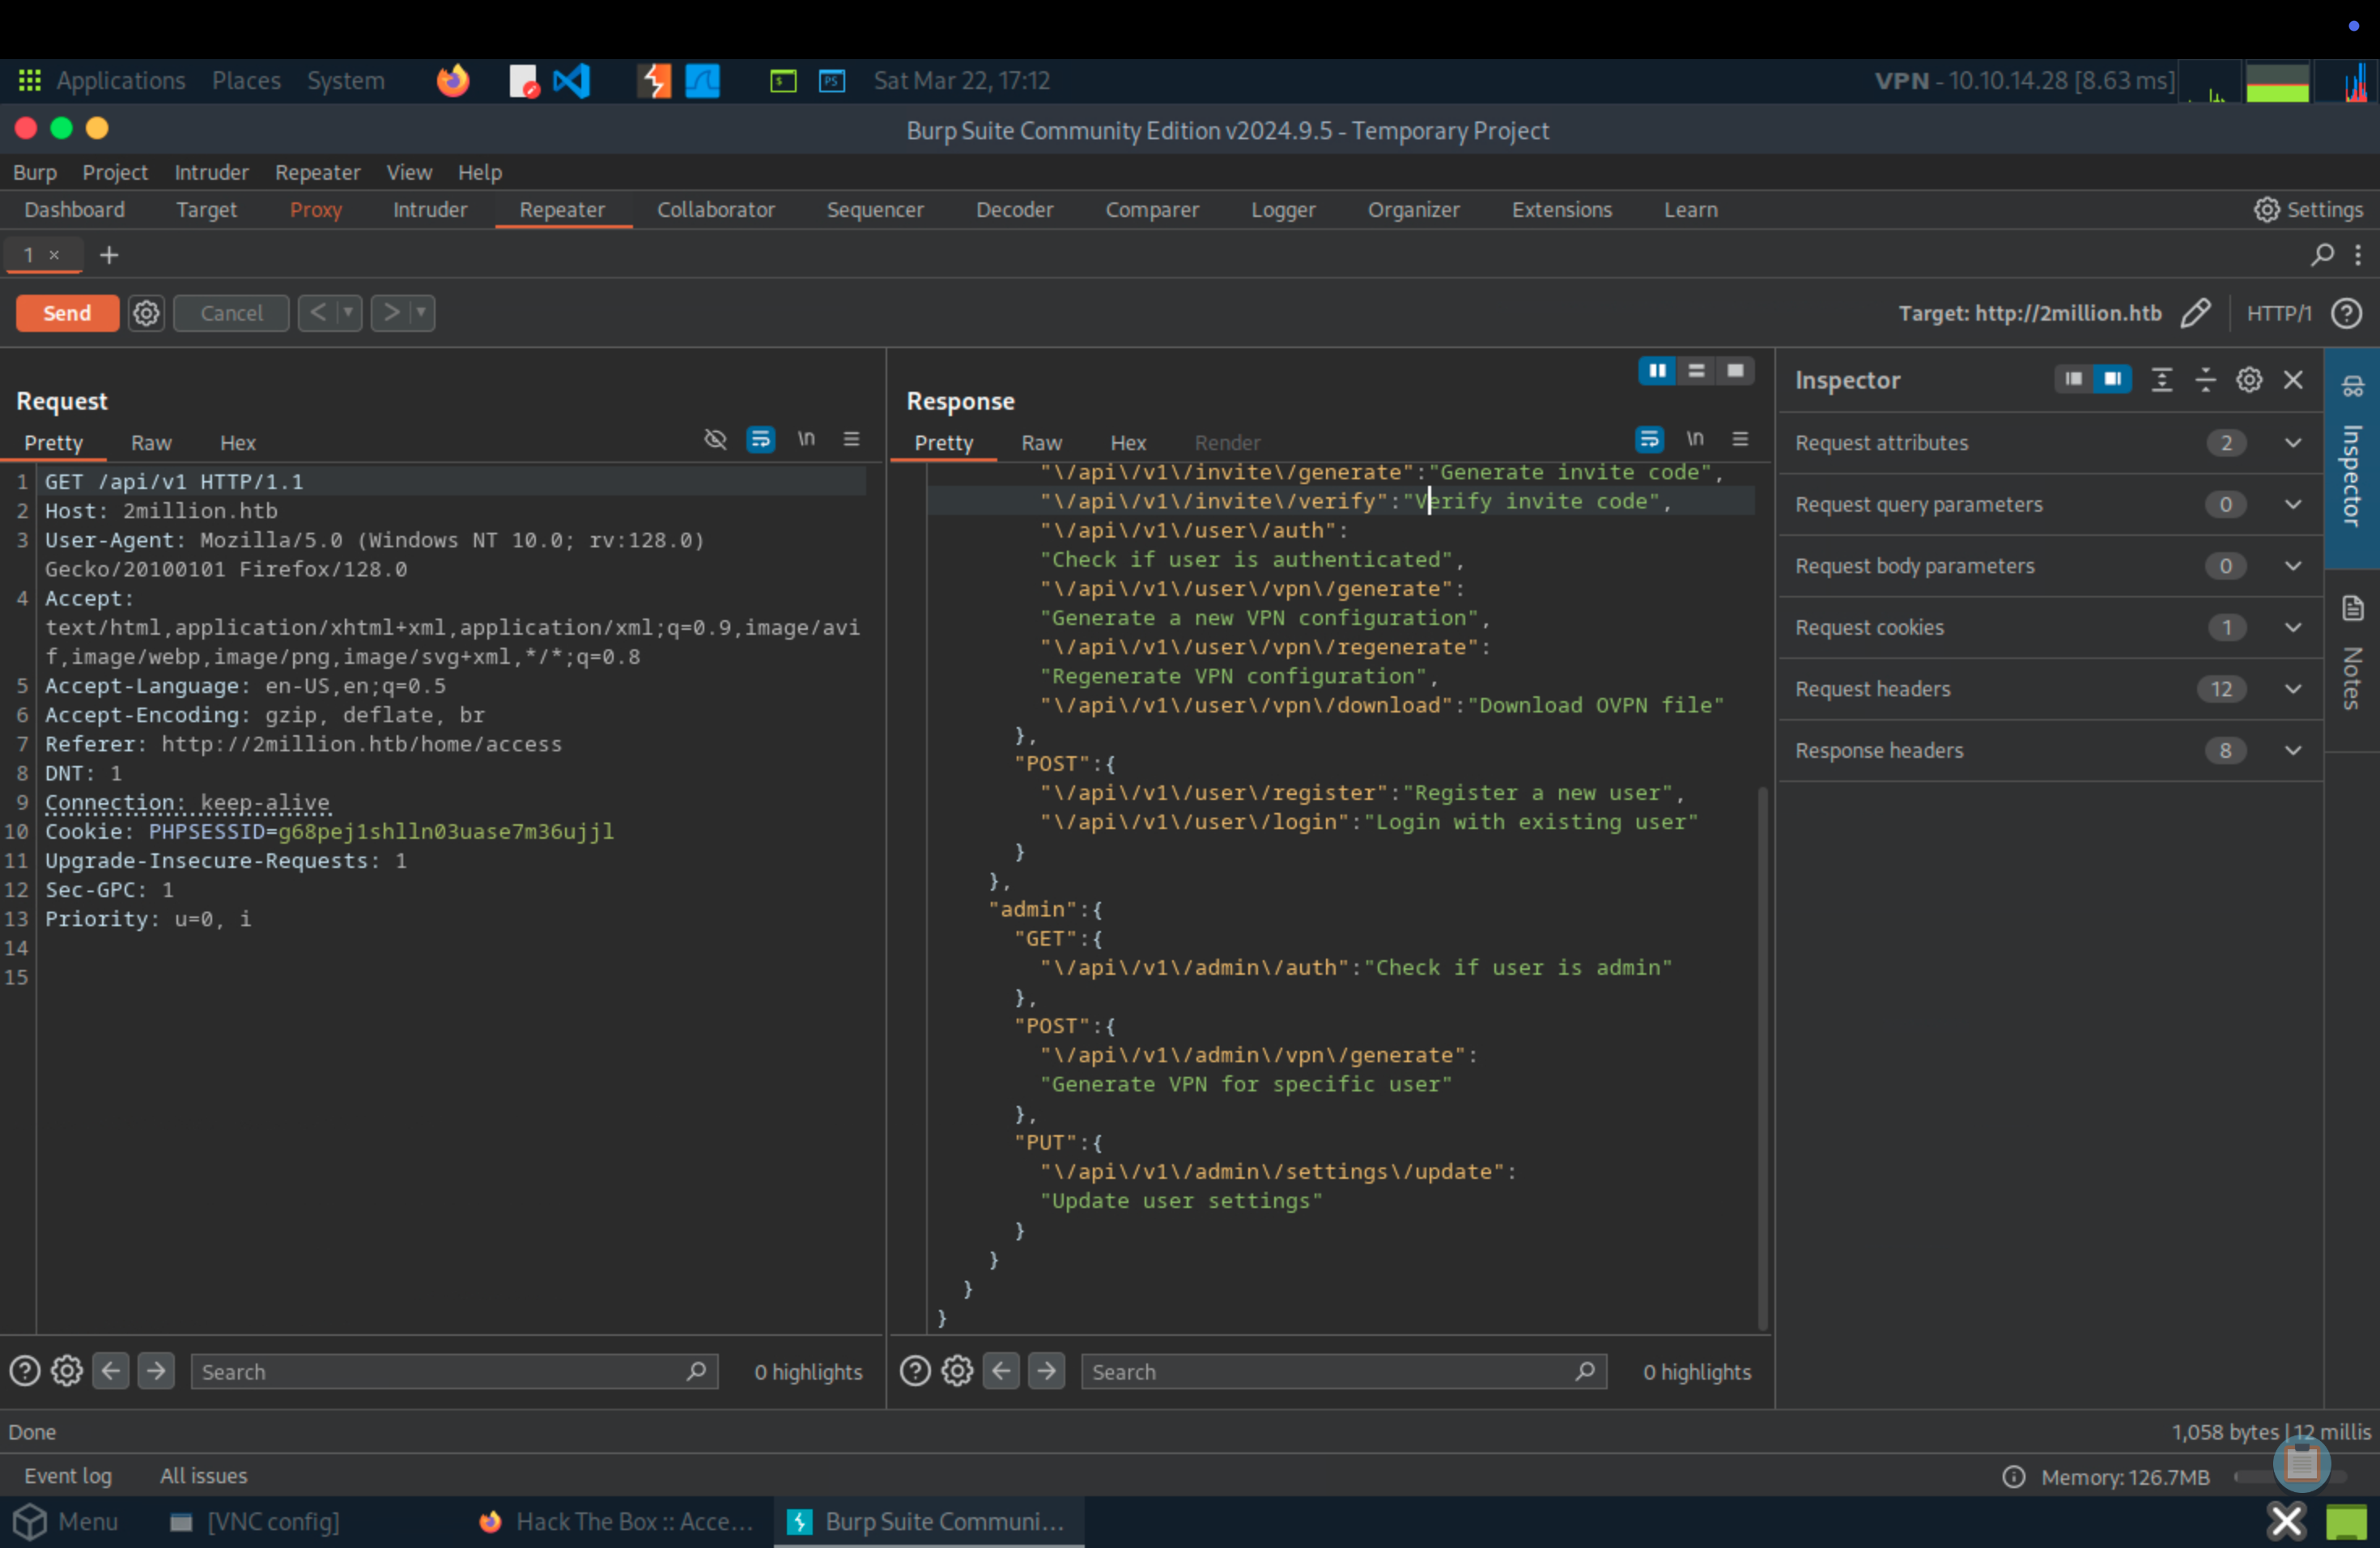 Applications Places System Sat Mar 22, 17:12 VPN - 10.10.14.28 [8.63 ms]
Burp Suite Community Edition v2024.9.5 - Temporary Project
Burp Project Intruder Repeater View Help
Dashboard Target Proxy Intruder Repeater Collaborator Sequencer Decoder Comparer Logger Organizer Extensions Learn Settings
1 × +
Send Cancel < > Target: http://2million.htb HTTP/1
Request
Pretty Raw Hex \n
1 GET /api/v1 HTTP/1.1
2 Host: 2million.htb
3 User-Agent: Mozilla/5.0 (Windows NT 10.0; rv:128.0)
Gecko/20100101 Firefox/128.0
4 Accept:
text/html,application/xhtml+xml,application/xml;q=0.9,image/avi
f,image/webp,image/png,image/svg+xml,*/*;q=0.8
5 Accept-Language: en-US,en;q=0.5
6 Accept-Encoding: gzip, deflate, br
7 Referer: http://2million.htb/home/access
8 DNT: 1
9 Connection: keep-alive
10 Cookie: PHPSESSID=g68pej1shlln03uase7m36ujjl
11 Upgrade-Insecure-Requests: 1
12 Sec-GPC: 1
13 Priority: u=0, i
14
15
Search 0 highlights
Response
Pretty Raw Hex Render \n
"\/api\/v1\/invite\/generate":"Generate invite code",
"\/api\/v1\/invite\/verify":"Verify invite code",
"\/api\/v1\/user\/auth":
"Check if user is authenticated",
"\/api\/v1\/user\/vpn\/generate":
"Generate a new VPN configuration",
"\/api\/v1\/user\/vpn\/regenerate":
"Regenerate VPN configuration",
"\/api\/v1\/user\/vpn\/download":"Download OVPN file"
},
"POST":{
"\/api\/v1\/user\/register":"Register a new user",
"\/api\/v1\/user\/login":"Login with existing user"
}
},
"admin":{
"GET":{
"\/api\/v1\/admin\/auth":"Check if user is admin"
},
"POST":{
"\/api\/v1\/admin\/vpn\/generate":
"Generate VPN for specific user"
},
"PUT":{
"\/api\/v1\/admin\/settings\/update":
"Update user settings"
}
}
}
}
Search 0 highlights
Inspector
Request attributes 2
Request query parameters 0
Request body parameters 0
Request cookies 1
Request headers 12
Response headers 8
Inspector
Notes
Done 1,058 bytes | 12 millis
Event log All issues Memory: 126.7MB
Menu [VNC config] Hack The Box :: Acce... Burp Suite Communi...